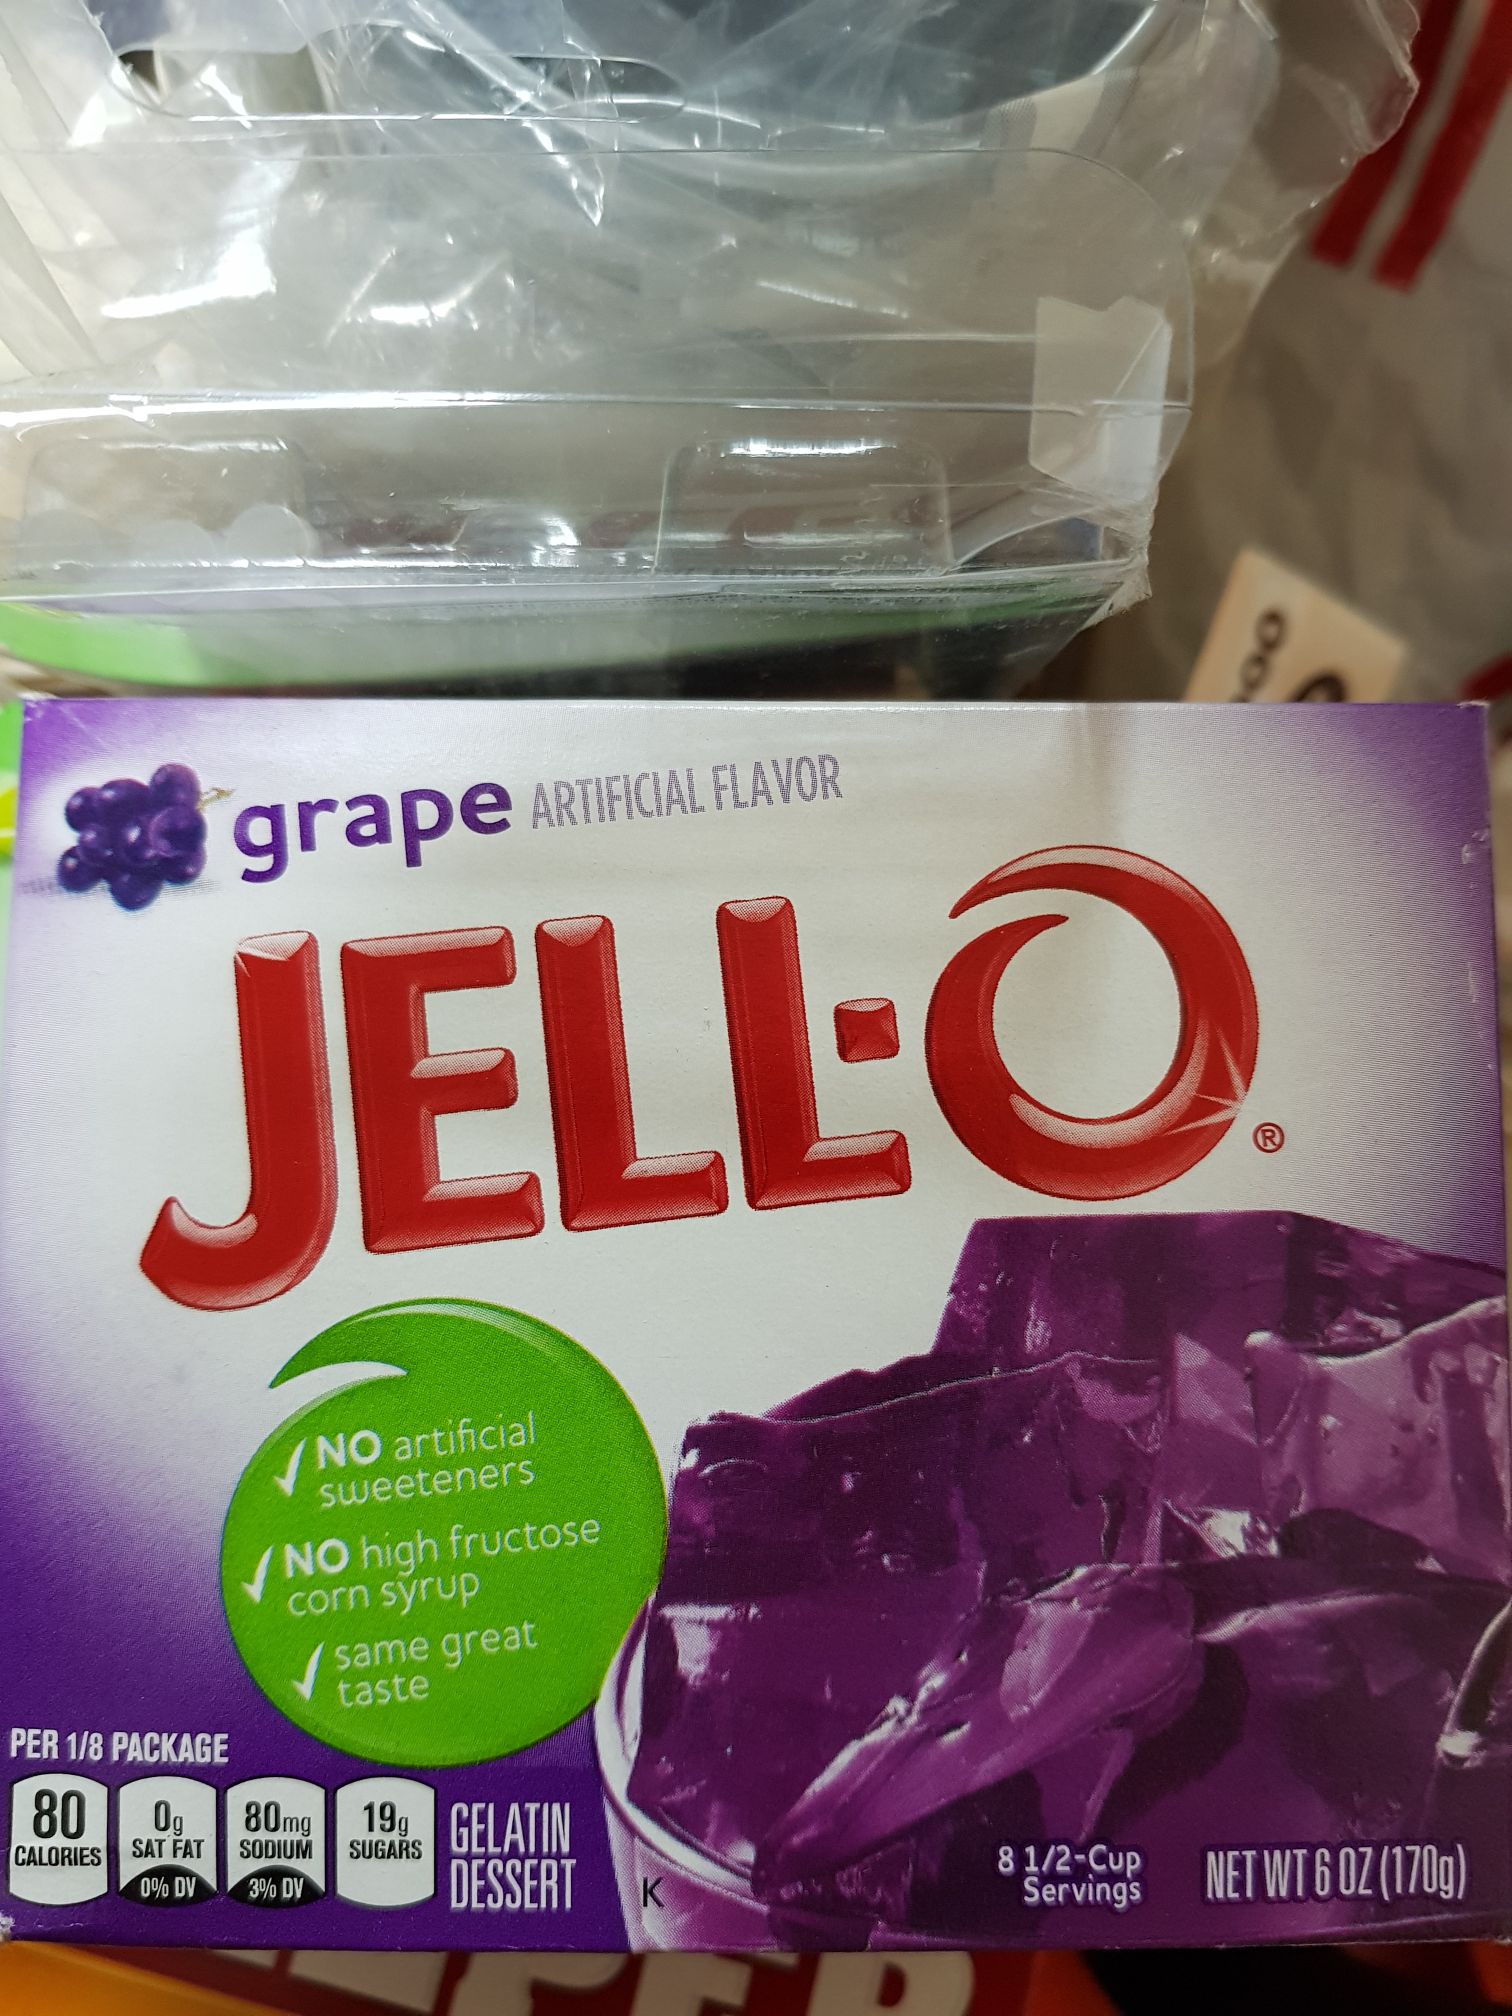 grape ARTIFICIAL FLAVOR
JELL-O®
✓ NO artificial
sweeteners
✓ NO high fructose
corn syrup
✓ same great
taste
PER 1/8 PACKAGE
80
CALORIES
0g
SAT FAT
0% DV
80mg
SODIUM
3% DV
19g
SUGARS
GELATIN
DESSERT
K
8 1/2-Cup
Servings
NET WT 6 OZ (170g)